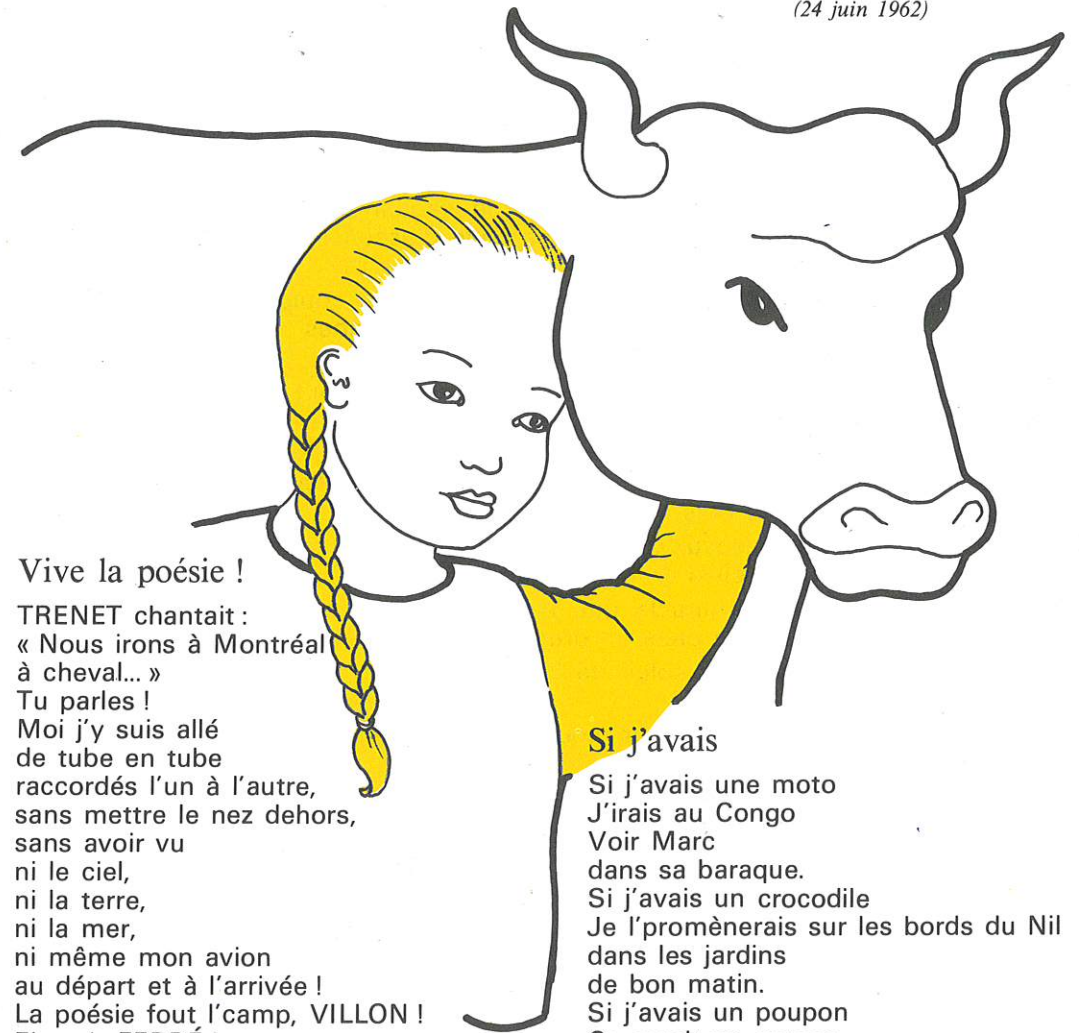 (24 juin 1962)
Vive la poésie !
TRENET chantait :
« Nous irons à Montréal
à cheval... »
Tu parles !
Moi j'y suis allé
de tube en tube
raccordés l'un à l'autre,
sans mettre le nez dehors,
sans avoir vu
ni le ciel,
ni la terre,
ni la mer,
ni même mon avion
au départ et à l'arrivée !
La poésie fout l'camp, VILLON !
Si j'avais
Si j'avais une moto
J'irais au Congo
Voir Marc
dans sa baraque.
Si j'avais un crocodile
Je l'promènerais sur les bords du Nil
dans les jardins
de bon matin.
Si j'avais un poupon